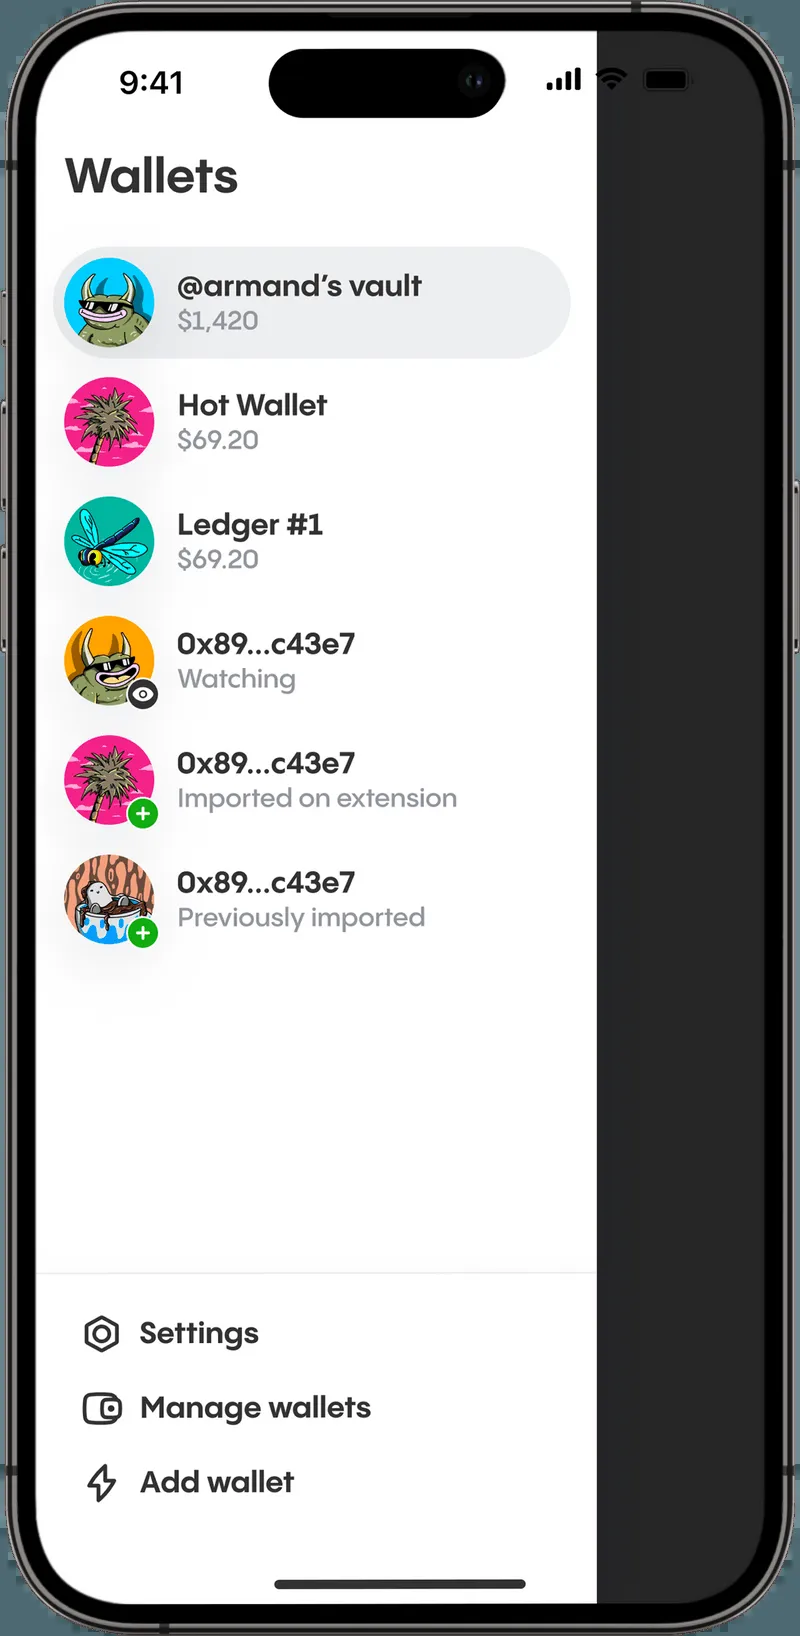 9:41
Wallets
@armand’s vault
$1,420
Hot Wallet
$69.20
Ledger #1
$69.20
0x89...c43e7
Watching
0x89...c43e7
Imported on extension
0x89...c43e7
Previously imported
Settings
Manage wallets
Add wallet